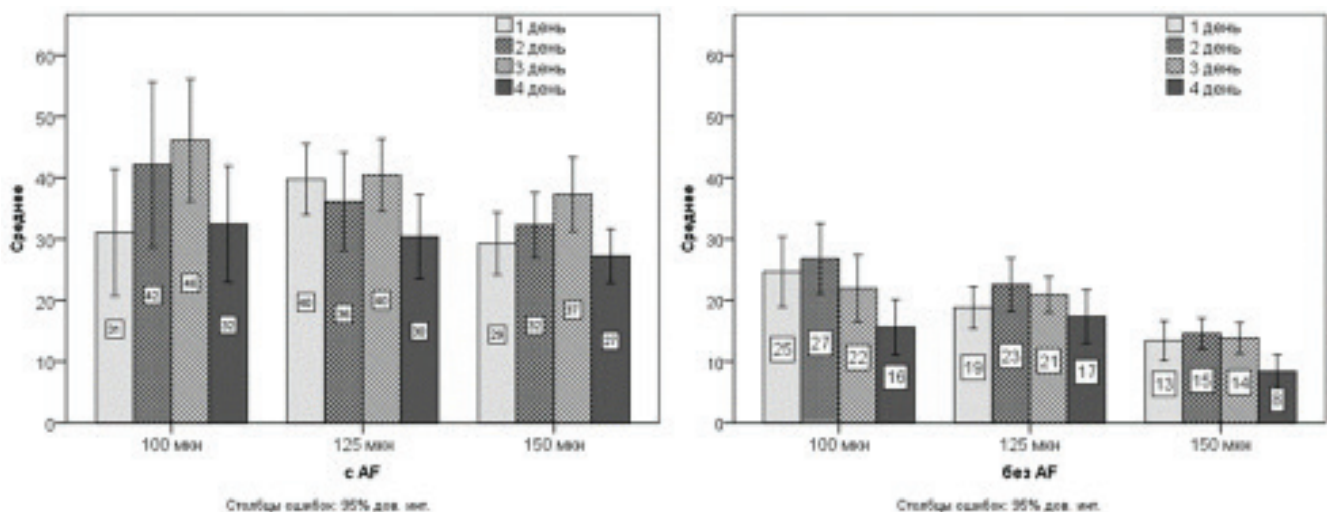 1 день
2 день
3 день
4 день
60
50
40
30
20
10
0
Среднее
31
42
46
32
40
36
40
30
29
32
37
27
100 мкн
125 мкн
150 мкн
с AF
Столбцы ошибок: 95% дов. инт.
1 день
2 день
3 день
4 день
60
50
40
30
20
10
0
Среднее
25
27
22
16
19
23
21
17
13
15
14
8
100 мкн
125 мкн
150 мкн
без AF
Столбцы ошибок: 95% дов. инт.